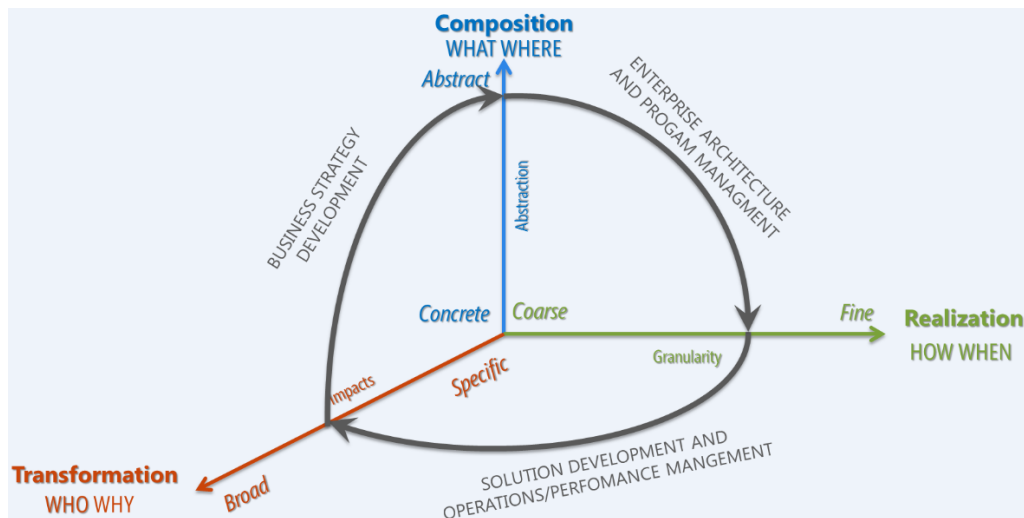 Composition
WHAT WHERE
Abstract
ENTERPRISE ARCHITECTURE
AND PROGAM MANAGMENT
BUSINESS STRATEGY
DEVELOPMENT
Abstraction
Concrete
Coarse
Fine
Realization
HOW WHEN
Granularity
Specific
Impacts
Transformation
WHO WHY
Broad
SOLUTION DEVELOPMENT AND
OPERATIONS/PERFOMANCE MANGEMENT